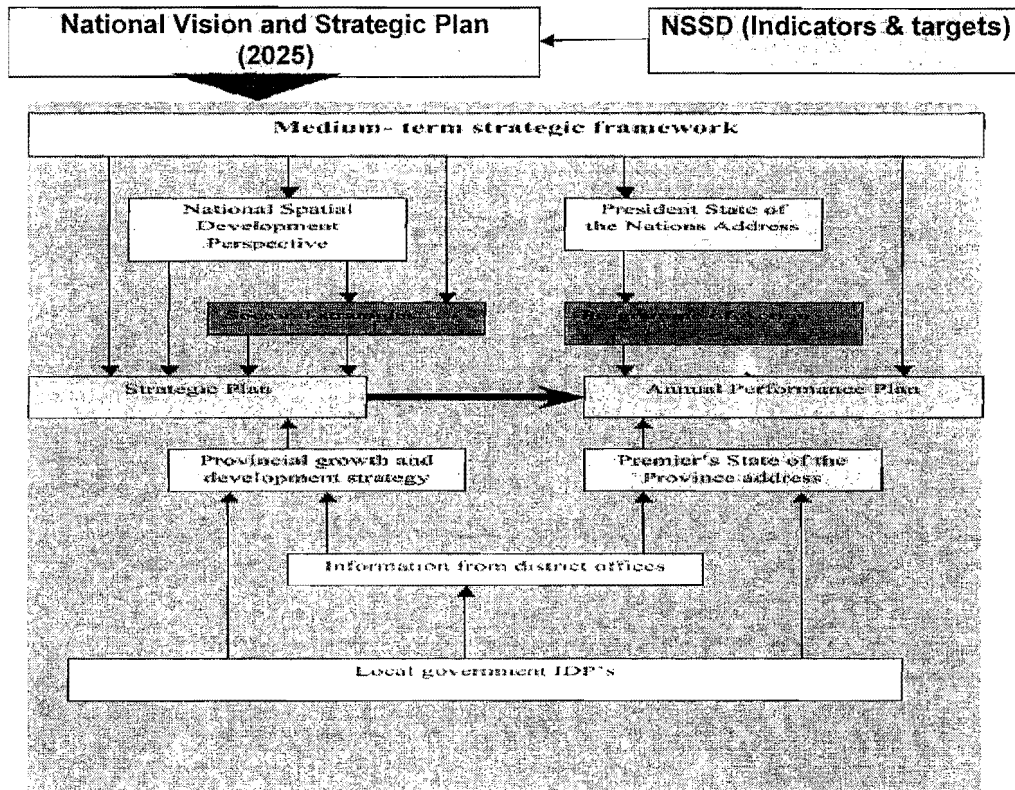 National Vision and Strategic Plan
(2025)
NSSD (Indicators & targets)
Medium- term strategic framework
National Spatial
Development
Perspective
President State of
the Nations Address
Strategic Plan
Annual Performance Plan
Provincial growth and
development strategy
Premier's State of the
Province address
Information from district offices
Local government IDP's